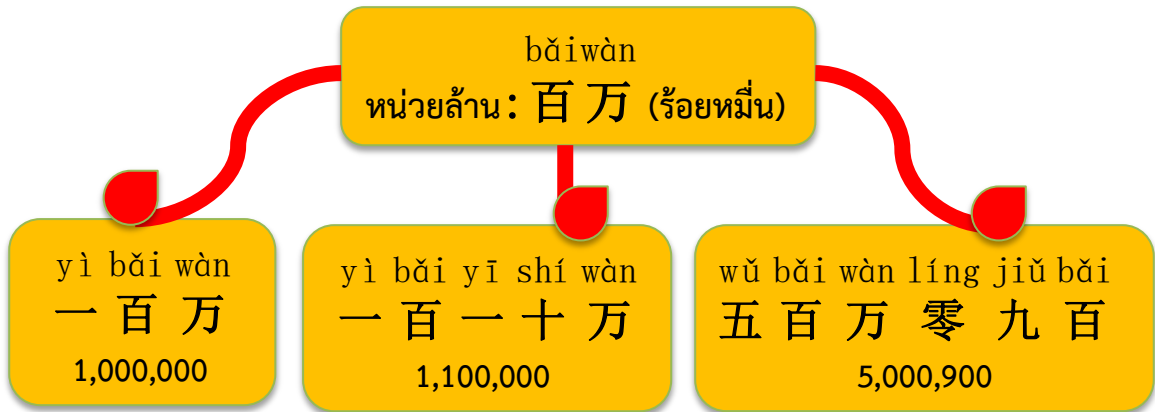 bǎiwàn
หน่วยล้าน : 百 万 (ร้อยหมื่น)
yì bǎi wàn
一 百 万
1,000,000
yì bǎi yī shí wàn
一 百 一 十 万
1,100,000
wǔ bǎi wàn líng jiǔ bǎi
五 百 万 零 九 百
5,000,900